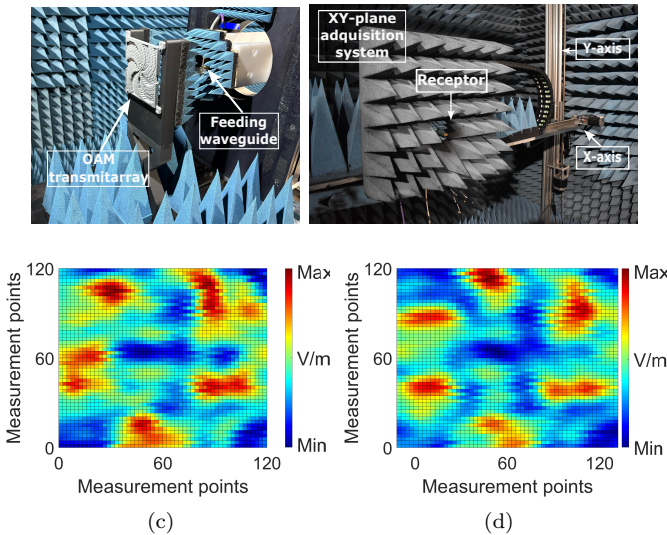 OAM
transmitarray
Feeding
waveguide
XY-plane
adquisition
system
Receptor
Y-axis
X-axis
120
60
0
Measurement points
0
60
120
Measurement points
Max
V/m
Min
(c)
120
60
0
Measurement points
0
60
120
Measurement points
Max
V/m
Min
(d)